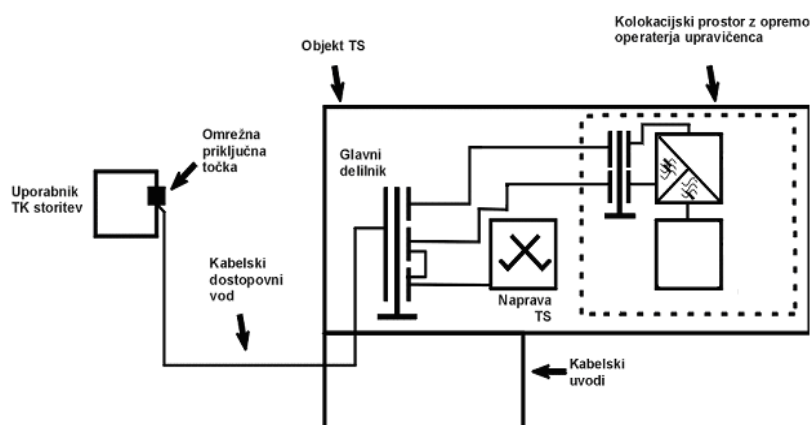 Kolokacijski prostor z opremo
operaterja upravičenca
Objekt TS
Omrežna
priključna
točka
Glavni
delilnik
Uporabnik
TK storitev
Kabelski
dostopovni
vod
Naprava
TS
Kabelski
uvodi